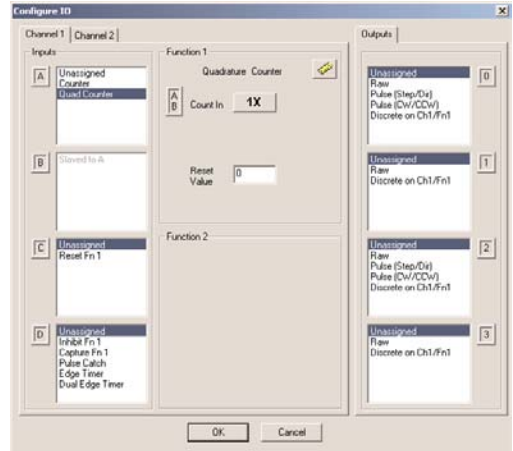 Configure IO
Channel 1
Channel 2
Outputs
Inputs
A
Unassigned
Counter
Quad Counter
B
Slaved to A
C
Unassigned
Reset Fn 1
D
Unassigned
Inhibit Fn 1
Capture Fn 1
Pulse Catch
Edge Timer
Dual Edge Timer
Function 1
Quadrature Counter
A
B
Count In
1X
Reset
Value
0
Function 2
Unassigned
Raw
Pulse (Step/Dir)
Pulse (CW/CCW)
Discrete on Ch1/Fn1
0
Unassigned
Raw
Discrete on Ch1/Fn1
1
Unassigned
Raw
Pulse (Step/Dir)
Pulse (CW/CCW)
Discrete on Ch1/Fn1
2
Unassigned
Raw
Discrete on Ch1/Fn1
3
OK
Cancel